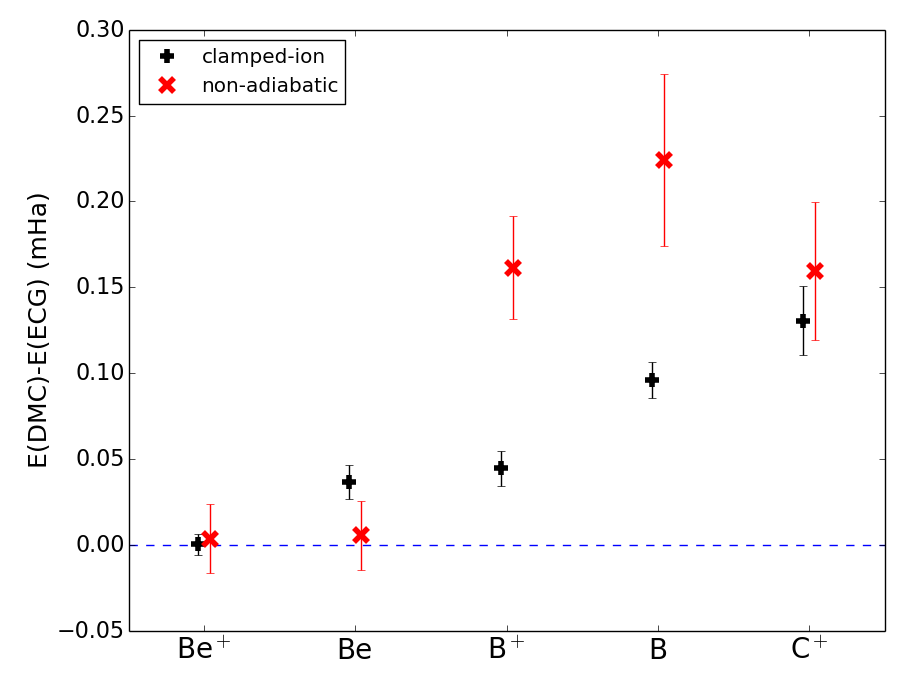 0.30
0.25
0.20
0.15
0.10
0.05
0.00
−0.05
E(DMC)-E(ECG) (mHa)
clamped-ion
non-adiabatic
Be⁺ Be B⁺ B C⁺